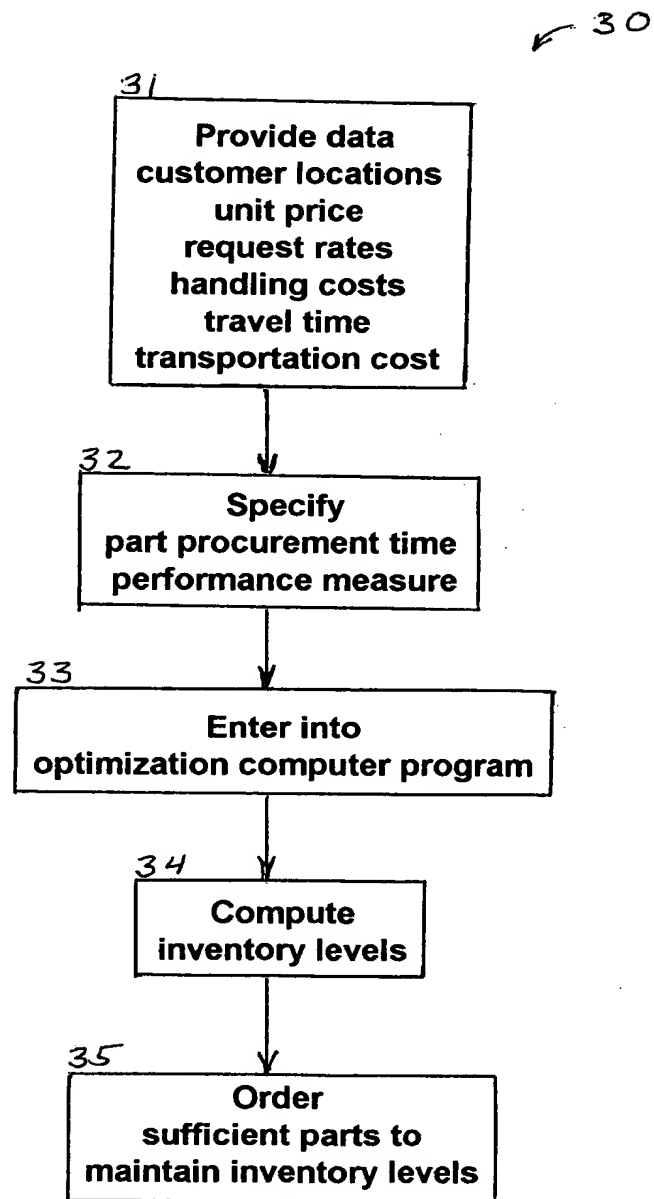 30
31
Provide data
customer locations
unit price
request rates
handling costs
travel time
transportation cost
32
Specify
part procurement time
performance measure
33
Enter into
optimization computer program
34
Compute
inventory levels
35
Order
sufficient parts to
maintain inventory levels